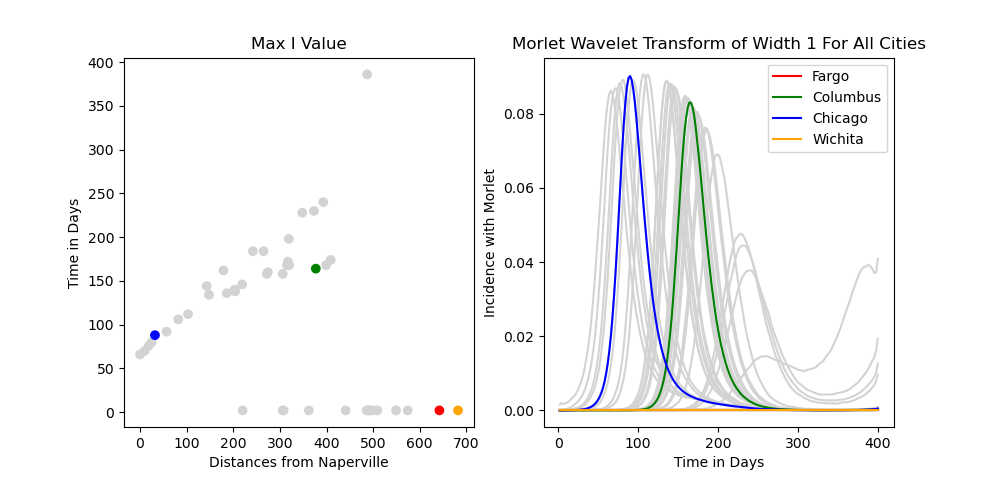 Max I Value
Time in Days
400
350
300
250
200
150
100
50
0
0 100 200 300 400 500 600 700
Distances from Naperville
Morlet Wavelet Transform of Width 1 For All Cities
Incidence with Morlet
0.08
0.06
0.04
0.02
0.00
Fargo
Columbus
Chicago
Wichita
0 100 200 300 400
Time in Days